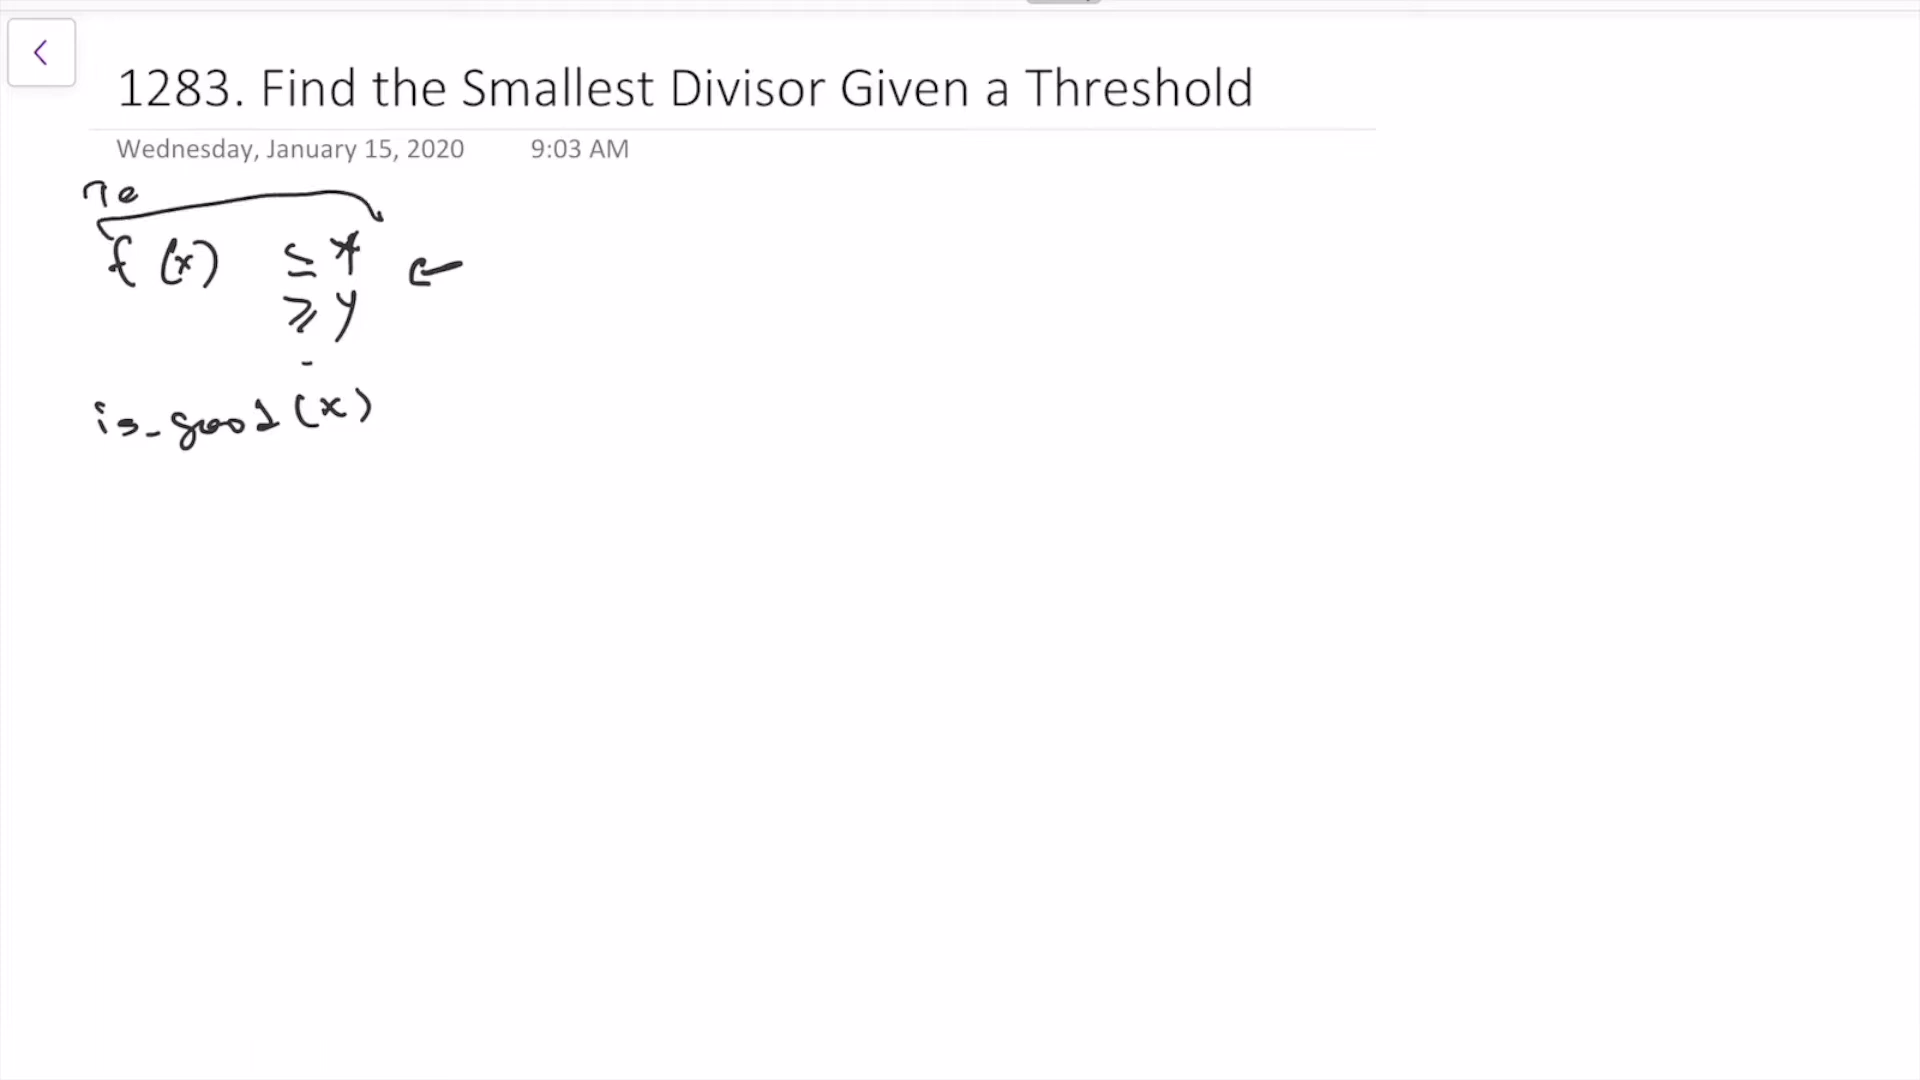 1283. Find the Smallest Divisor Given a Threshold
Wednesday, January 15, 2020 9:03 AM
f(x) ≤
≥ y
is_good(x)